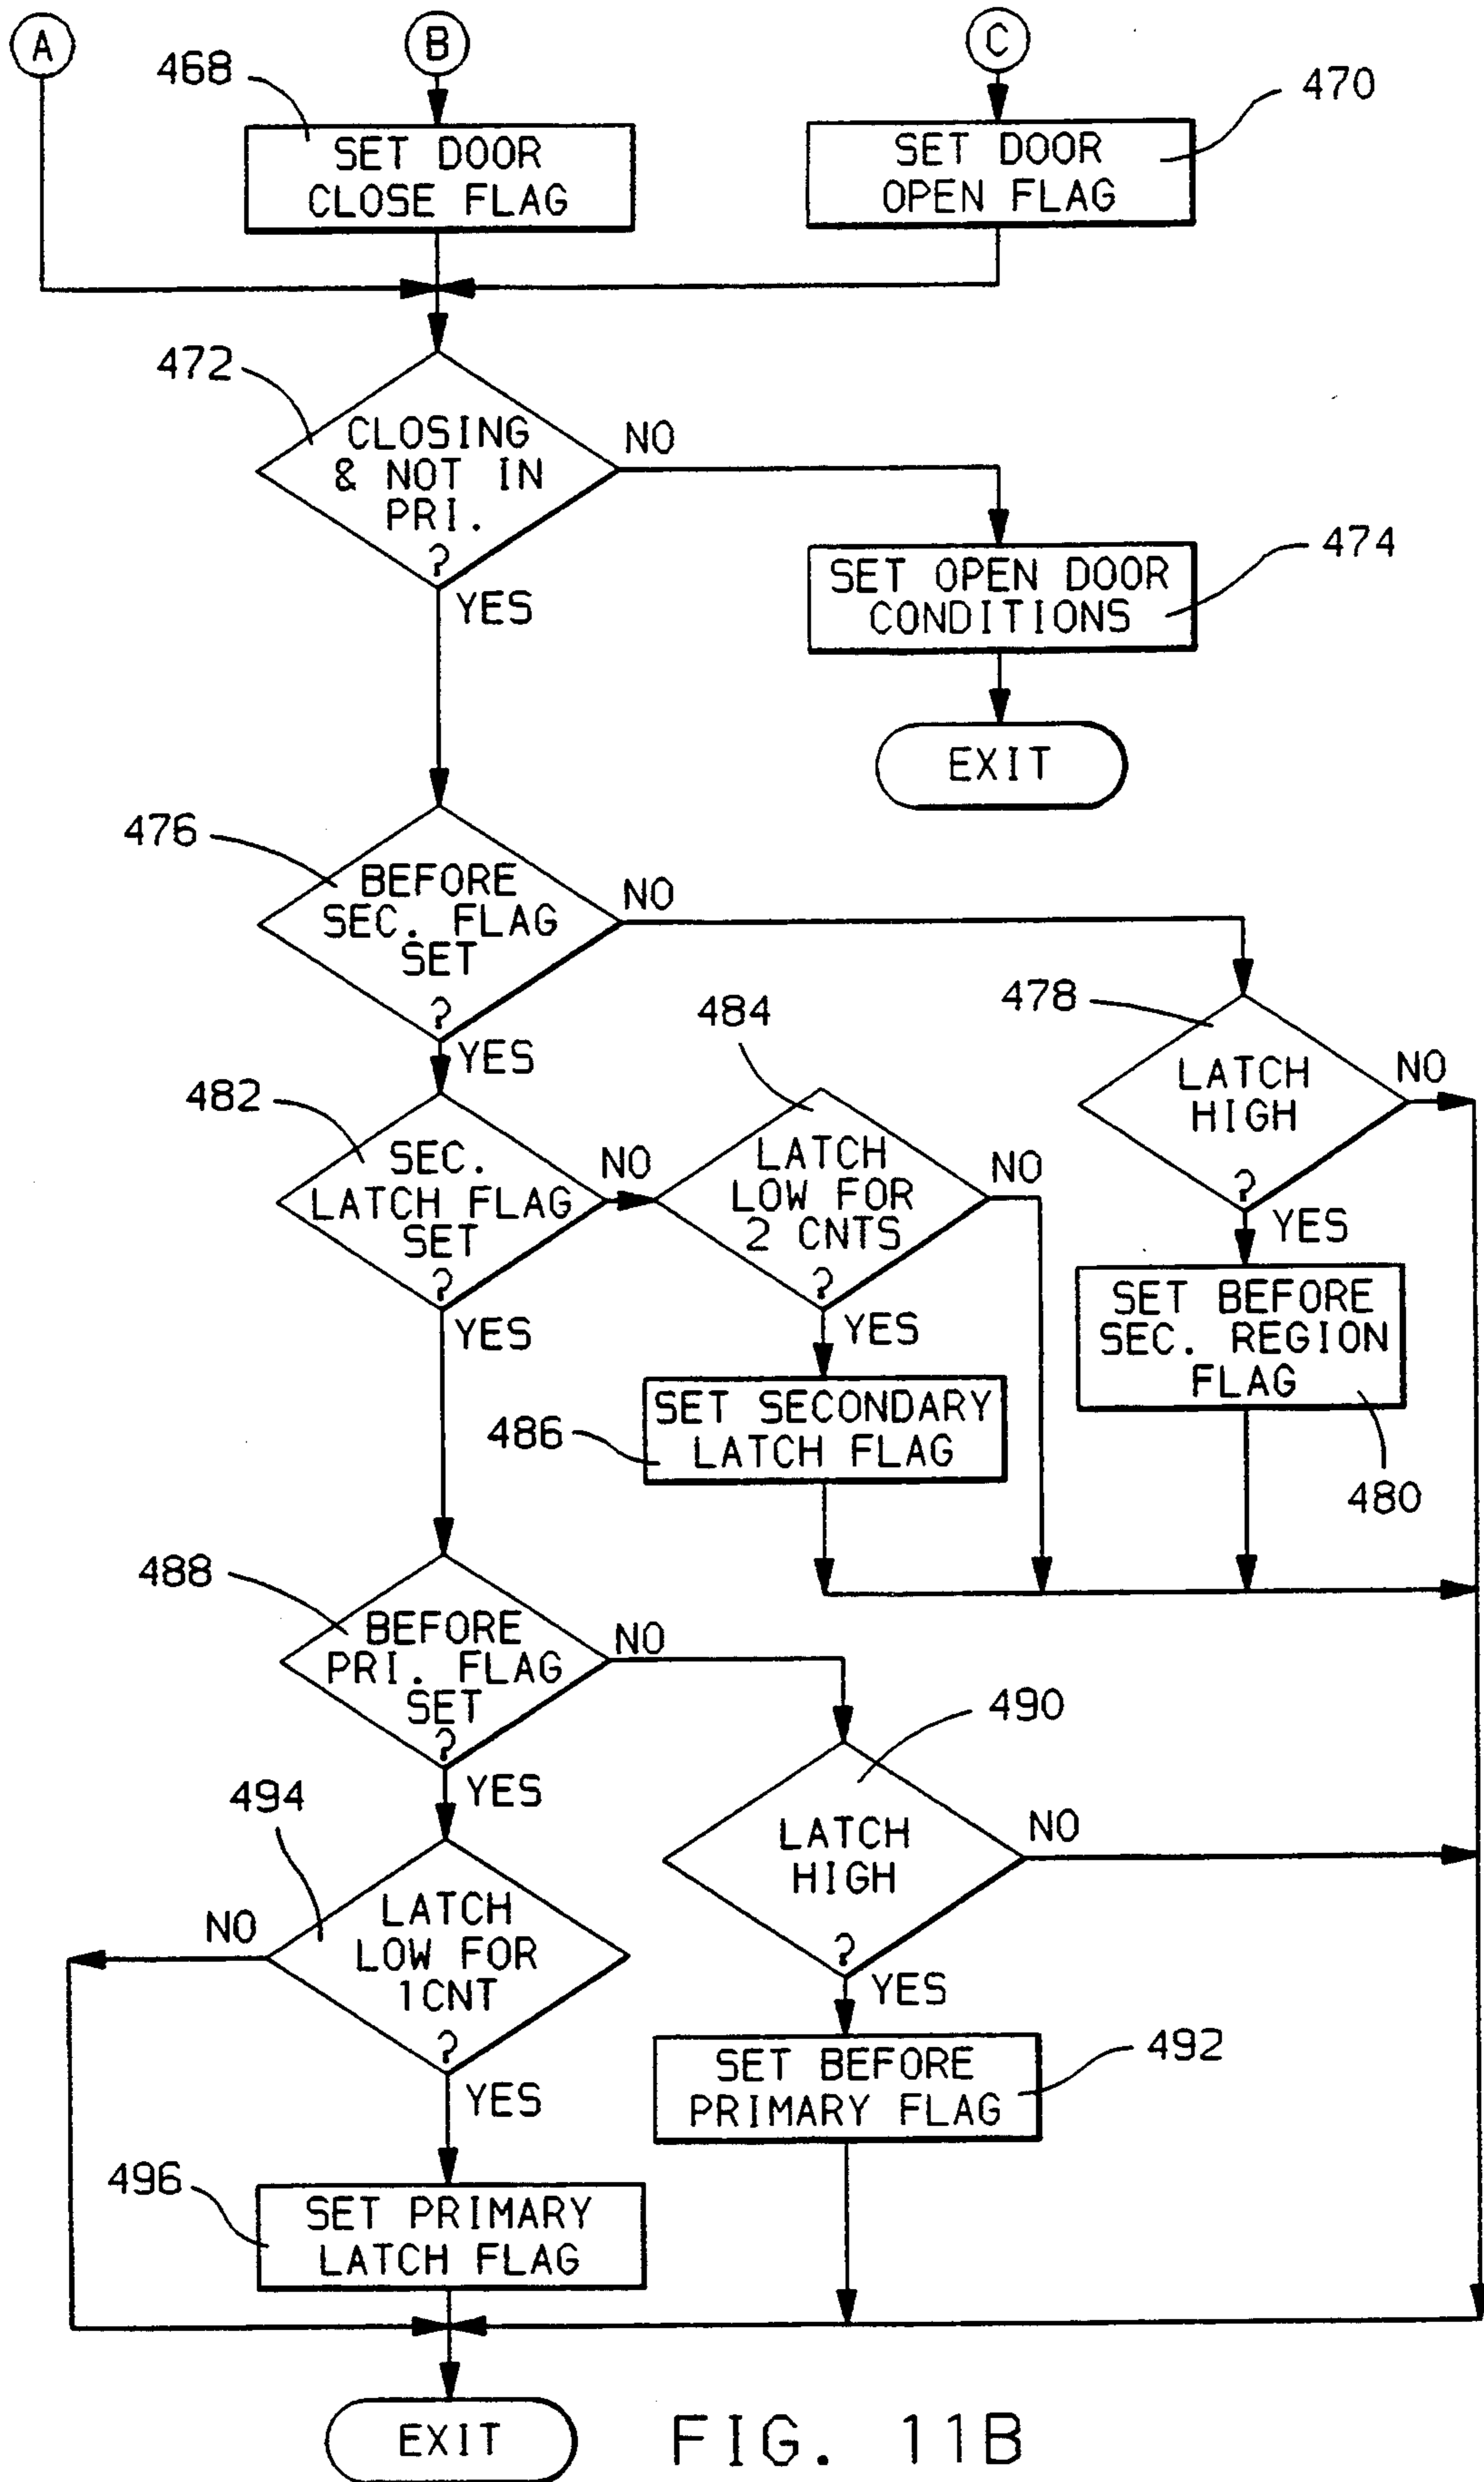 A
B
C
468
SET DOOR
CLOSE FLAG
470
SET DOOR
OPEN FLAG
472
CLOSING
& NOT IN
PRI.
?
NO
YES
474
SET OPEN DOOR
CONDITIONS
EXIT
476
BEFORE
SEC. FLAG
SET
?
NO
YES
478
LATCH
HIGH
?
NO
YES
480
SET BEFORE
SEC. REGION
FLAG
482
SEC.
LATCH FLAG
SET
?
NO
YES
484
LATCH
LOW FOR
2 CNTS
?
NO
YES
486
SET SECONDARY
LATCH FLAG
488
BEFORE
PRI. FLAG
SET
?
NO
YES
490
LATCH
HIGH
?
NO
YES
492
SET BEFORE
PRIMARY FLAG
494
LATCH
LOW FOR
1CNT
?
NO
YES
496
SET PRIMARY
LATCH FLAG
EXIT
FIG. 11B